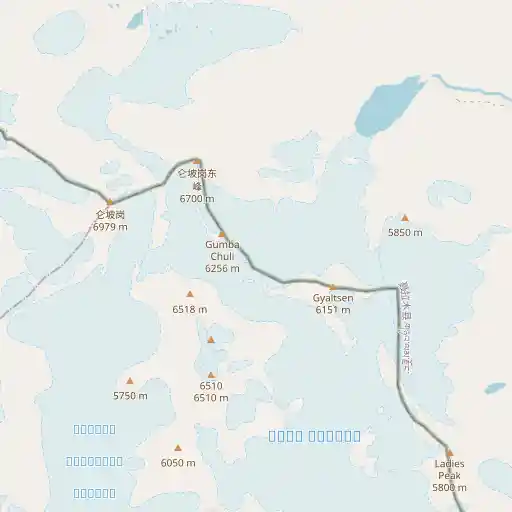 仑坡岗东
峰
6700 m
仑坡岗
6979 m
5850 m
Gumba
Chuli
6256 m
Gyaltsen
6151 m
6518 m
6510
6510 m
5750 m
6050 m
Ladies
Peak
5800 m